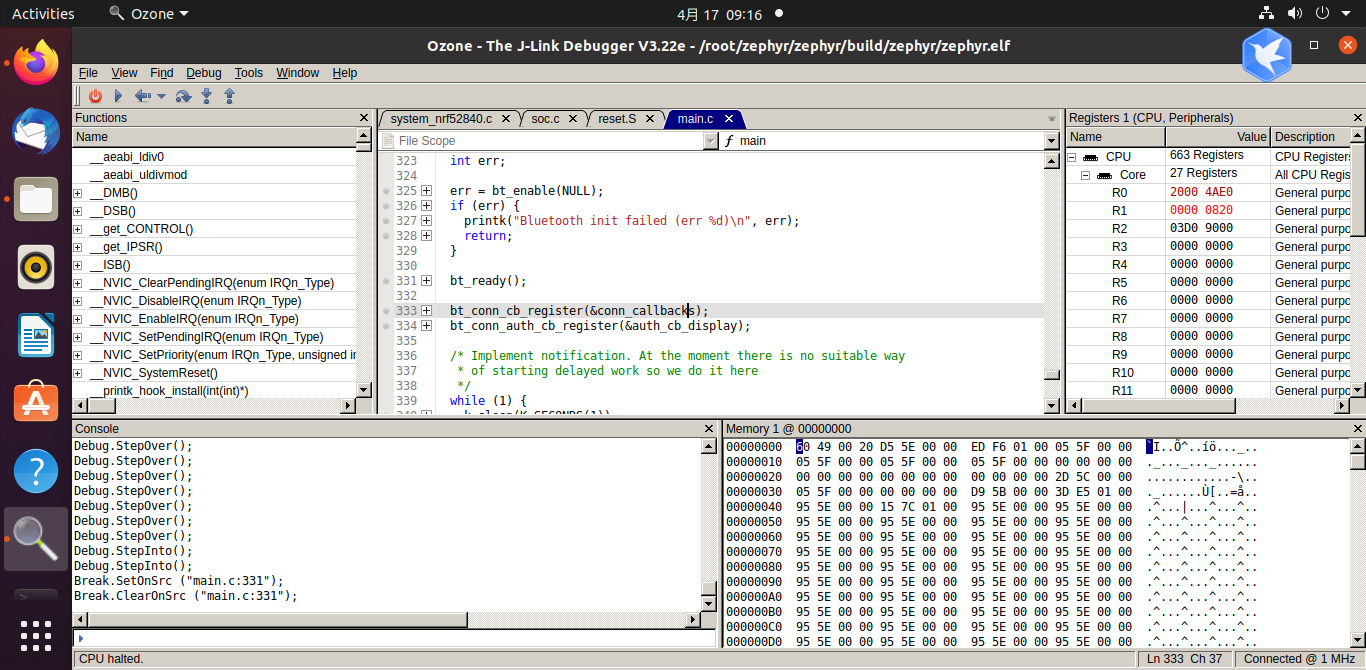 Activities Ozone 4月 17 09:16
Ozone - The J-Link Debugger V3.22e - /root/zephyr/zephyr/build/zephyr/zephyr.elf
File View Find Debug Tools Window Help
Functions
Name
__aeabi_ldiv0
__aeabi_uldivmod
__DMB()
__DSB()
__get_CONTROL()
__get_IPSR()
__ISB()
__NVIC_ClearPendingIRQ(enum IRQn_Type)
__NVIC_DisableIRQ(enum IRQn_Type)
__NVIC_EnableIRQ(enum IRQn_Type)
__NVIC_SetPendingIRQ(enum IRQn_Type)
__NVIC_SetPriority(enum IRQn_Type, unsigned in
__NVIC_SystemReset()
__printk_hook_install(int(int)*)
system_nrf52840.c soc.c reset.S main.c
File Scope main
323 int err;
324
325 err = bt_enable(NULL);
326 if (err) {
327 printk("Bluetooth init failed (err %d)\n", err);
328 return;
329 }
330
331 bt_ready();
332
333 bt_conn_cb_register(&conn_callbacks);
334 bt_conn_auth_cb_register(&auth_cb_display);
335
336 /* Implement notification. At the moment there is no suitable way
337 * of starting delayed work so we do it here
338 */
339 while (1) {
340 k_sleep(K_SECONDS(1));
Registers 1 (CPU, Peripherals)
Name Value Description
CPU 663 Registers CPU Registers
Core 27 Registers All CPU Regis
R0 2000 4AE0 General purpo
R1 0000 0820 General purpo
R2 03D0 9000 General purpo
R3 0000 0000 General purpo
R4 0000 0000 General purpo
R5 0000 0000 General purpo
R6 0000 0000 General purpo
R7 0000 0000 General purpo
R8 0000 0000 General purpo
R9 0000 0000 General purpo
R10 0000 0000 General purpo
R11 0000 0000 General purpo
Console
Debug.StepOver();
Debug.StepOver();
Debug.StepOver();
Debug.StepOver();
Debug.StepOver();
Debug.StepOver();
Debug.StepOver();
Debug.StepInto();
Debug.StepInto();
Break.SetOnSrc ("main.c:331");
Break.ClearOnSrc ("main.c:331");
Memory 1 @ 00000000
00000000 60 49 00 20 D5 5E 00 00 ED F6 01 00 05 5F 00 00 `I..Õ^..íö..._..
00000010 05 5F 00 00 05 5F 00 00 05 5F 00 00 00 00 00 00 ._..._..._......
00000020 00 00 00 00 00 00 00 00 00 00 00 00 2D 5C 00 00 ............-\..
00000030 05 5F 00 00 00 00 00 00 D9 5B 00 00 3D E5 01 00 ._......Ù[..=å..
00000040 95 5E 00 00 15 7C 01 00 95 5E 00 00 95 5E 00 00 .^...|...^...^..
00000050 95 5E 00 00 95 5E 00 00 95 5E 00 00 95 5E 00 00 .^...^...^...^..
00000060 95 5E 00 00 95 5E 00 00 95 5E 00 00 95 5E 00 00 .^...^...^...^..
00000070 95 5E 00 00 95 5E 00 00 95 5E 00 00 95 5E 00 00 .^...^...^...^..
00000080 95 5E 00 00 95 5E 00 00 95 5E 00 00 95 5E 00 00 .^...^...^...^..
00000090 95 5E 00 00 95 5E 00 00 95 5E 00 00 95 5E 00 00 .^...^...^...^..
000000A0 95 5E 00 00 95 5E 00 00 95 5E 00 00 95 5E 00 00 .^...^...^...^..
000000B0 95 5E 00 00 95 5E 00 00 95 5E 00 00 95 5E 00 00 .^...^...^...^..
000000C0 95 5E 00 00 95 5E 00 00 95 5E 00 00 95 5E 00 00 .^...^...^...^..
000000D0 95 5E 00 00 95 5E 00 00 95 5E 00 00 95 5E 00 00 .^...^...^...^..
CPU halted. Ln 333 Ch 37 Connected @ 1 MHz